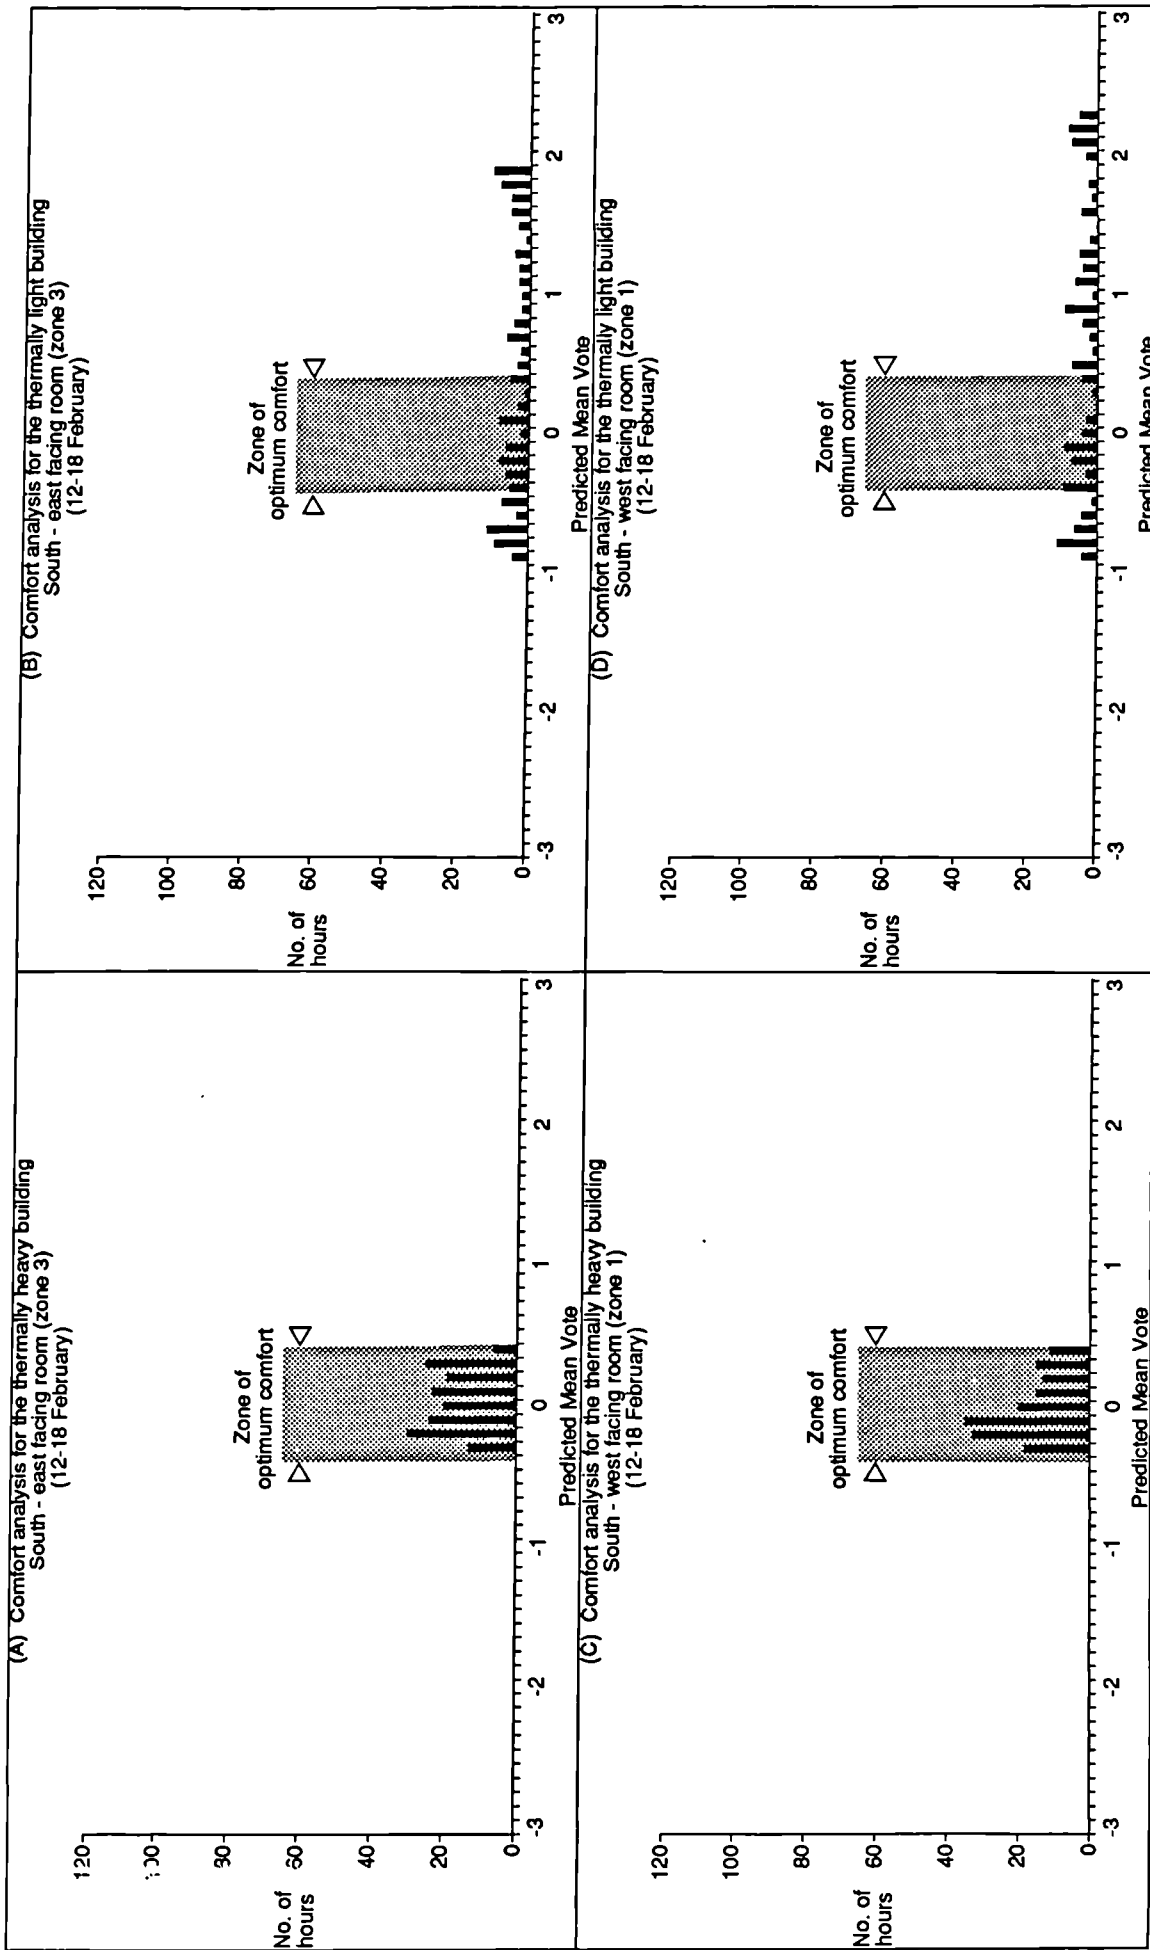 (A) Comfort analysis for the thermally heavy building
South - east facing room (zone 3)
(12-18 February)
Zone of
optimum comfort
No. of
hours
120
80
60
40
20
0
-3 -2 -1 0 1 2 3
Predicted Mean Vote
(B) Comfort analysis for the thermally light building
South - east facing room (zone 3)
(12-18 February)
Zone of
optimum comfort
No. of
hours
120
100
80
60
40
20
0
-3 -2 -1 0 1 2 3
Predicted Mean Vote
(C) Comfort analysis for the thermally heavy building
South - west facing room (zone 1)
(12-18 February)
Zone of
optimum comfort
No. of
hours
120
100
80
60
40
20
0
-3 -2 -1 0 1 2 3
Predicted Mean Vote
(D) Comfort analysis for the thermally light building
South - west facing room (zone 1)
(12-18 February)
Zone of
optimum comfort
No. of
hours
120
100
80
60
40
20
0
-3 -2 -1 0 1 2 3
Predicted Mean Vote